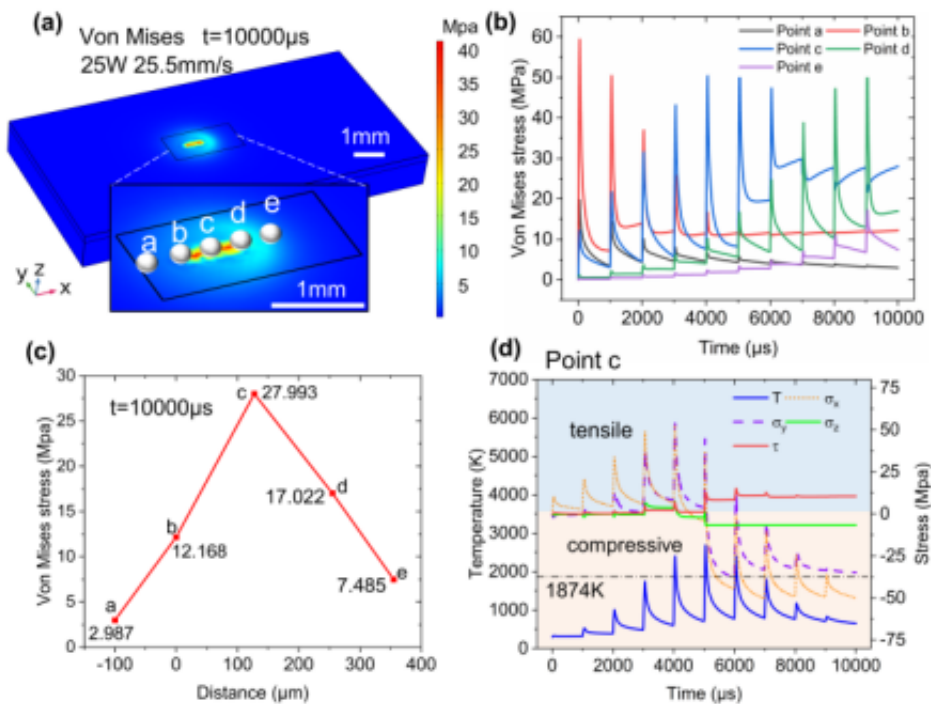 (a)
Von Mises t=10000μs
25W 25.5mm/s
Mpa
40
35
30
25
20
15
10
5
1mm
a b c d e
1mm
y z x
(b)
Von Mises stress (MPa)
60
50
40
30
20
10
0
Point a Point b
Point c Point d
Point e
0 2000 4000 6000 8000 10000
Time (μs)
(c)
Von Mises stress (Mpa)
30
25
20
15
10
5
0
t=10000μs
c 27.993
17.022 d
b
12.168
7.485 e
a
2.987
-100 0 100 200 300 400
Distance (μm)
(d) Point c
Temperature (K)
7000
6000
5000
4000
3000
2000
1000
0
T σx
σy σz
τ
tensile
compressive
1874K
75
50
25
0
-25
-50
-75
Stress (Mpa)
0 2000 4000 6000 8000 10000
Time (μs)